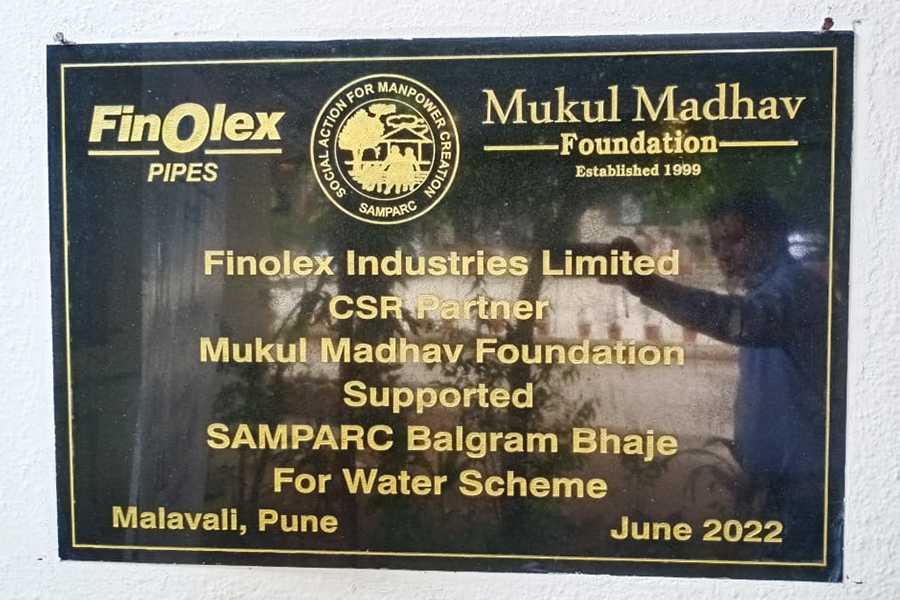 FinOlex
PIPES
SOCIAL ACTION FOR MANPOWER CREATION
SAMPARC
Mukul Madhav
Foundation
Established 1999
Finolex Industries Limited
CSR Partner
Mukul Madhav Foundation
Supported
SAMPARC Balgram Bhaje
For Water Scheme
Malavali, Pune
June 2022